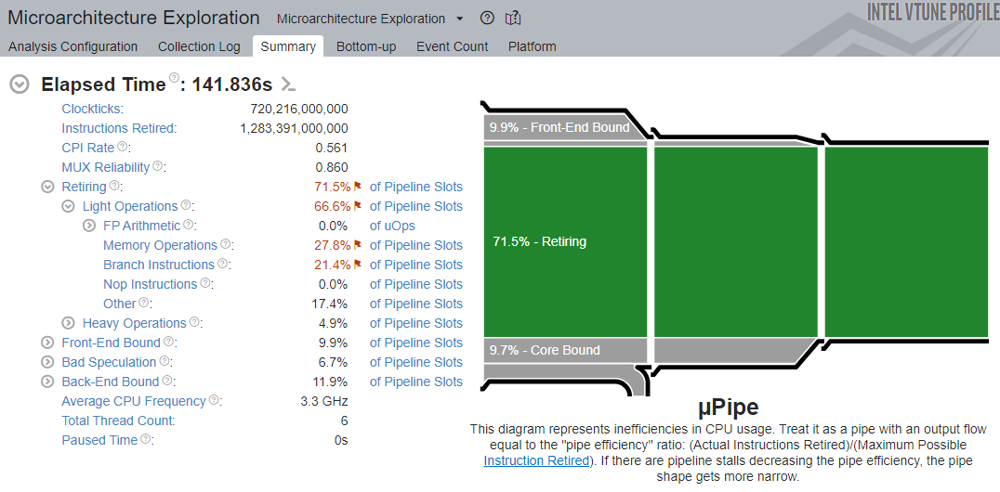 Microarchitecture Exploration Microarchitecture Exploration
INTEL VTUNE PROFILE
Analysis Configuration Collection Log Summary Bottom-up Event Count Platform
Elapsed Time: 141.836s
Clockticks: 720,216,000,000
Instructions Retired: 1,283,391,000,000
CPI Rate: 0.561
MUX Reliability: 0.860
Retiring: 71.5% of Pipeline Slots
Light Operations: 66.6% of Pipeline Slots
FP Arithmetic: 0.0% of uOps
Memory Operations: 27.8% of Pipeline Slots
Branch Instructions: 21.4% of Pipeline Slots
Nop Instructions: 0.0% of Pipeline Slots
Other: 17.4% of Pipeline Slots
Heavy Operations: 4.9% of Pipeline Slots
Front-End Bound: 9.9% of Pipeline Slots
Bad Speculation: 6.7% of Pipeline Slots
Back-End Bound: 11.9% of Pipeline Slots
Average CPU Frequency: 3.3 GHz
Total Thread Count: 6
Paused Time: 0s
9.9% - Front-End Bound
71.5% - Retiring
9.7% - Core Bound
µPipe
This diagram represents inefficiencies in CPU usage. Treat it as a pipe with an output flow
equal to the "pipe efficiency" ratio: (Actual Instructions Retired)/(Maximum Possible
Instruction Retired). If there are pipeline stalls decreasing the pipe efficiency, the pipe
shape gets more narrow.